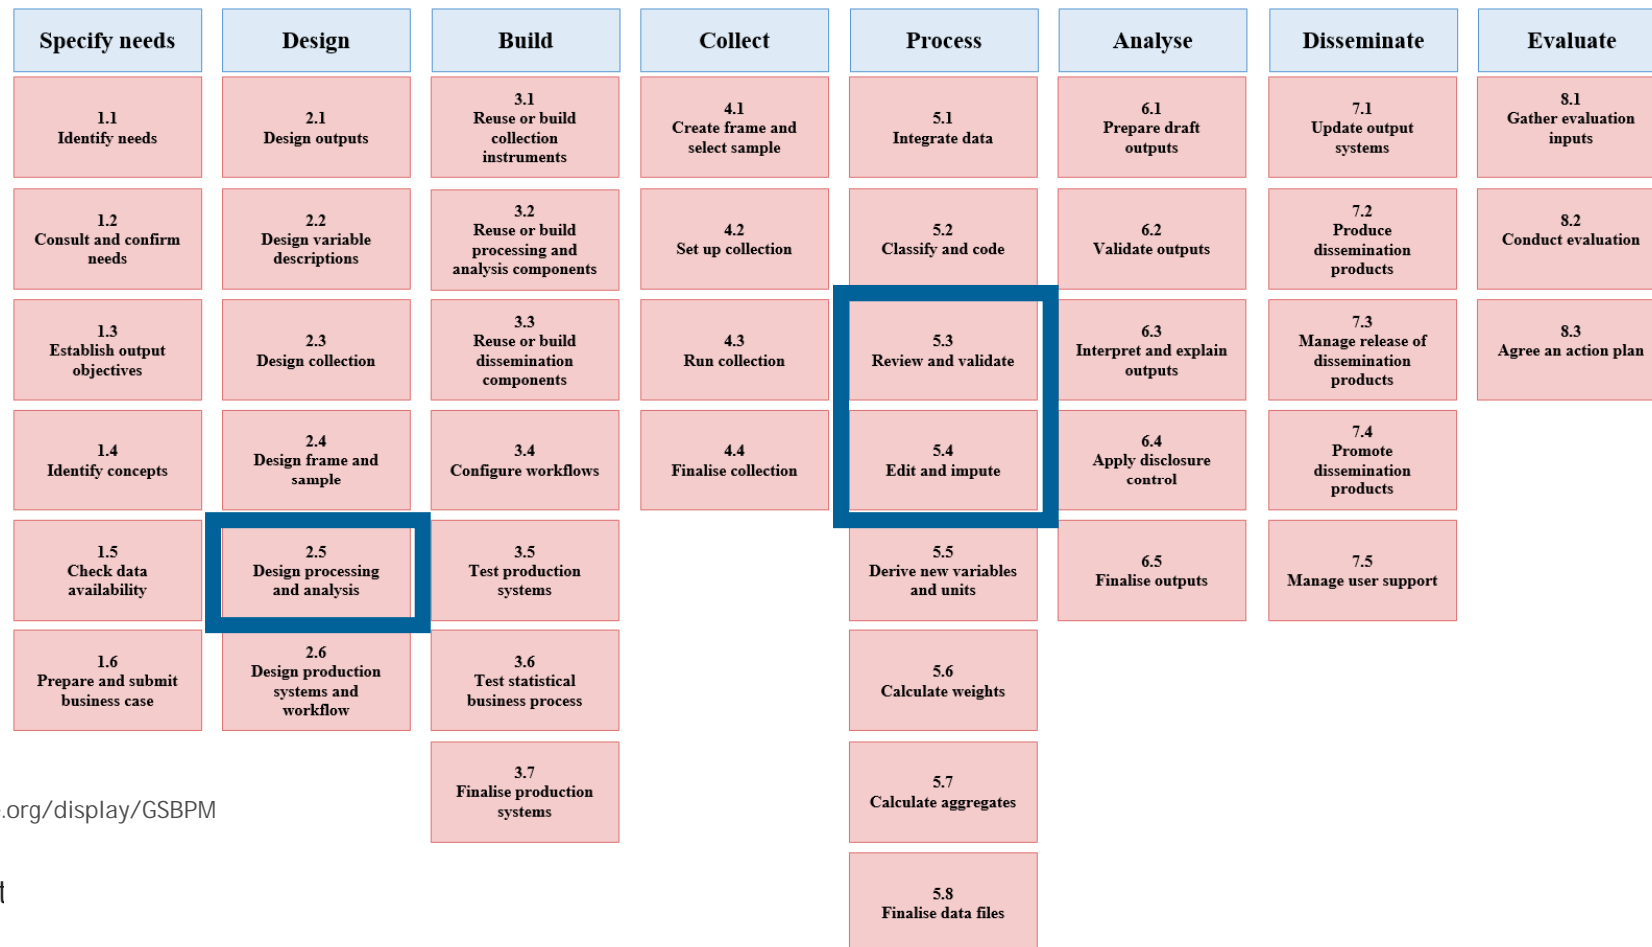 Specify needs
Design
Build
Collect
Process
Analyse
Disseminate
Evaluate
1.1
Identify needs
2.1
Design outputs
3.1
Reuse or build
collection
instruments
4.1
Create frame and
select sample
5.1
Integrate data
6.1
Prepare draft
outputs
7.1
Update output
systems
8.1
Gather evaluation
inputs
1.2
Consult and confirm
needs
2.2
Design variable
descriptions
3.2
Reuse or build
processing and
analysis components
4.2
Set up collection
5.2
Classify and code
6.2
Validate outputs
7.2
Produce
dissemination
products
8.2
Conduct evaluation
1.3
Establish output
objectives
2.3
Design collection
3.3
Reuse or build
dissemination
components
4.3
Run collection
5.3
Review and validate
6.3
Interpret and explain
outputs
7.3
Manage release of
dissemination
products
8.3
Agree an action plan
1.4
Identify concepts
2.4
Design frame and
sample
3.4
Configure workflows
4.4
Finalise collection
5.4
Edit and impute
6.4
Apply disclosure
control
7.4
Promote
dissemination
products
1.5
Check data
availability
2.5
Design processing
and analysis
3.5
Test production
systems
5.5
Derive new variables
and units
6.5
Finalise outputs
7.5
Manage user support
1.6
Prepare and submit
business case
2.6
Design production
systems and
workflow
3.6
Test statistical
business process
5.6
Calculate weights
3.7
Finalise production
systems
5.7
Calculate aggregates
.org/display/GSBPM
5.8
Finalise data files
t